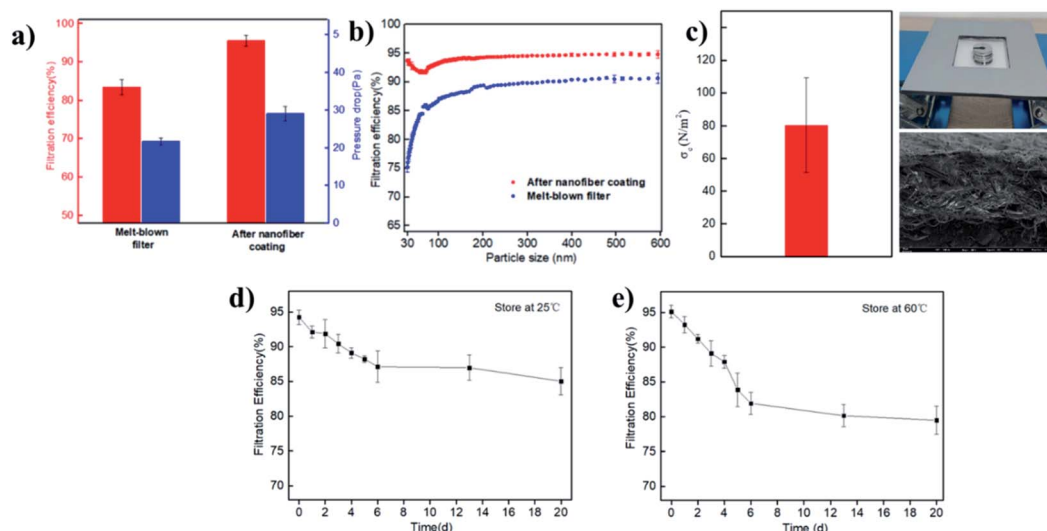 a)
Filtration efficiency(%)
100
90
80
70
60
50
5
40
30
20
10
0
Pressure drop(Pa)
Melt-blown
filter
After nanofiber
coating
b)
Filtration efficiency(%)
100
95
90
85
80
75
70
65
After nanofiber coating
Melt-blown filter
30 100 200 300 400 500 600
Particle size (nm)
c)
σc (N/m²)
120
100
80
60
40
20
0
d)
Store at 25℃
Filtration Efficiency(%)
95
90
85
80
75
70
0 2 4 6 8 10 12 14 16 18 20
Time(d)
e)
Store at 60℃
Filtration Efficiency(%)
95
90
85
80
75
70
0 2 4 6 8 10 12 14 16 18 20
Time (d)